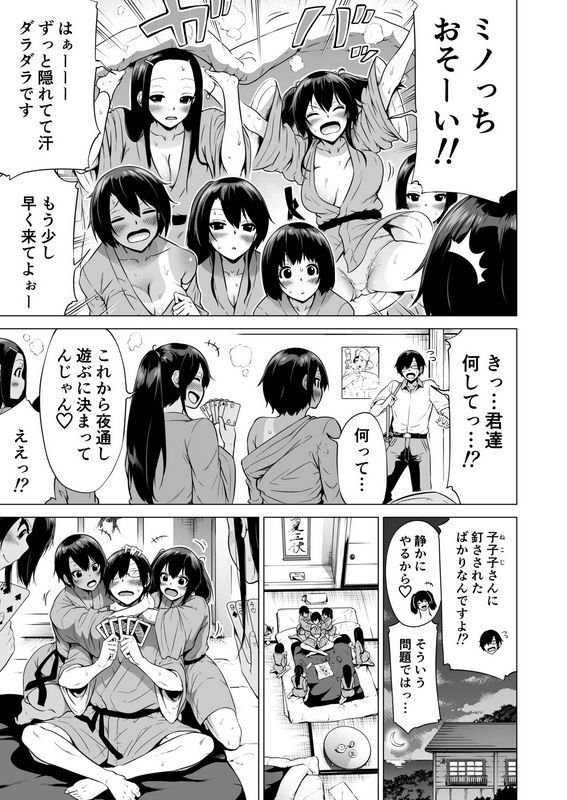 ミノっち
おそーい!!
はぁーーー
ずっと隠れてて汗
ダラダラです
もう少し
早く来てよぉー
きっ…君達
何してっ…!?
何って…
これから夜通し
遊ぶに決まって
んじゃん♡
ええっ!?
子子子さんに
ねこじ
釘さされた
ばかりなんですよ!?
静かに
やるから♡
そういう
問題ではっ…